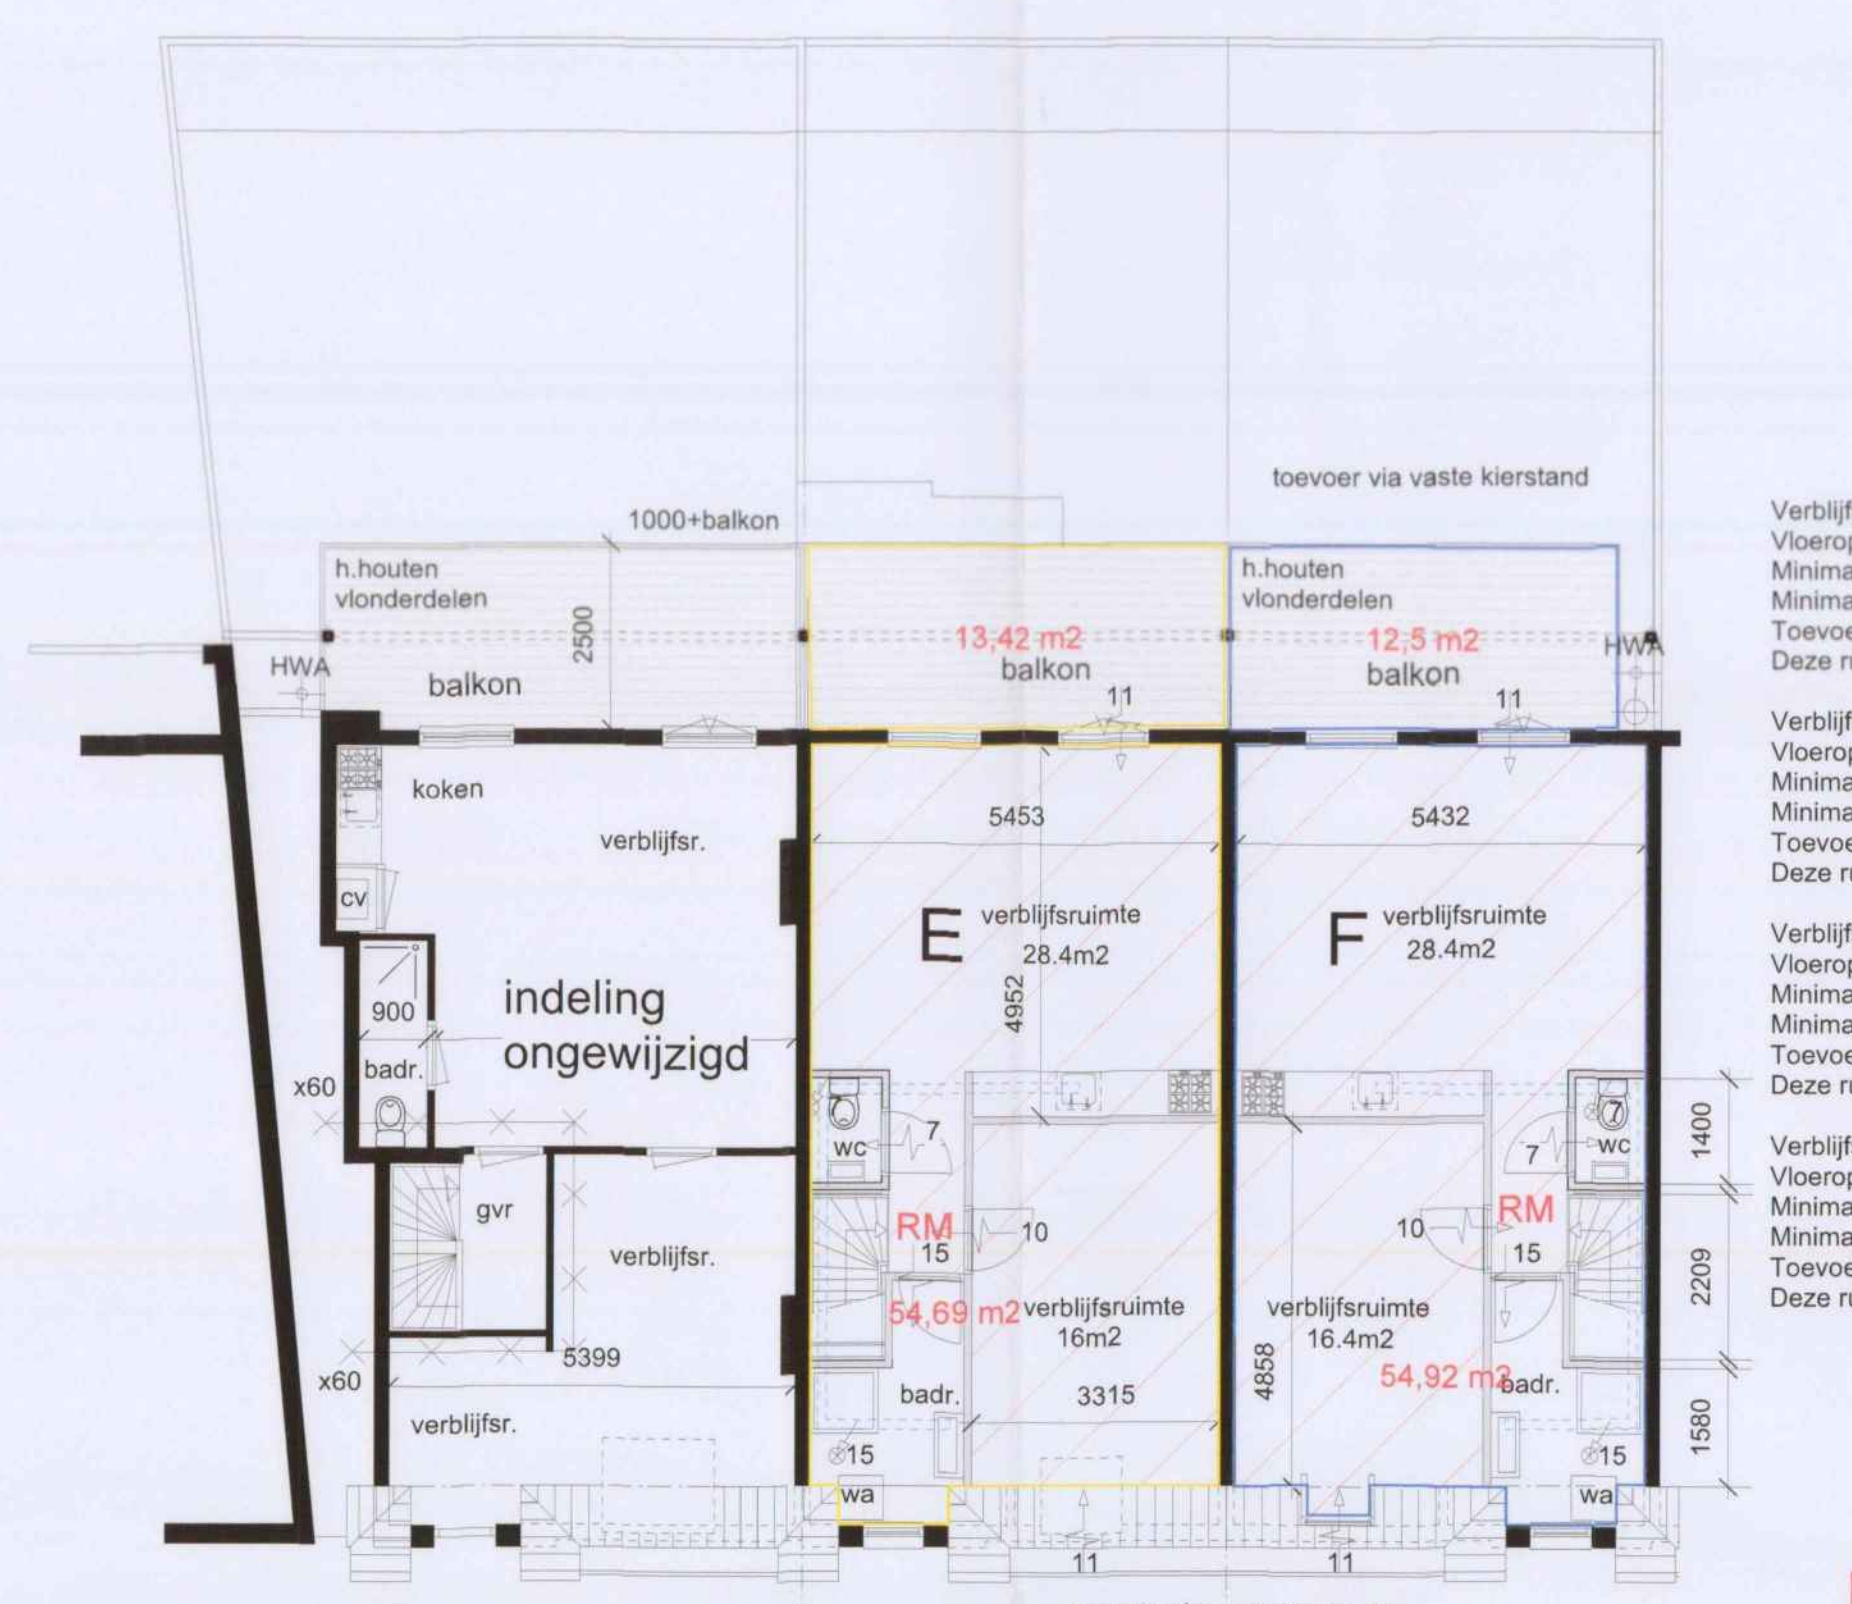 toevoer via vaste kierstand
1000+balkon
h.houten
vlonderdelen
2500
HWA
balkon
13,42 m2
balkon
11
h.houten
vlonderdelen
12,5 m2
balkon
11
HWA
koken
verblijfsr.
cv
900
badr.
indeling
ongewijzigd
x60
gvr
verblijfsr.
5399
x60
verblijfsr.
5453
E
verblijfsruimte
28.4m2
4952
7
wc
7
RM
15
10
54,69 m2
verblijfsruimte
16m2
badr.
3315
15
wa
11
5432
F
verblijfsruimte
28.4m2
7
wc
7
RM
10
15
verblijfsruimte
16.4m2
4858
54,92 m2
badr.
15
wa
11
1400
2209
1580
Verblijf
Vloerop
Minima
Minima
Toevoe
Deze ru
Verblijf
Vloerop
Minima
Minima
Toevoe
Deze ru
Verblijf
Vloerop
Minima
Minima
Toevoe
Deze ru
Verblijf
Vloerop
Minima
Minima
Toevoe
Deze ru